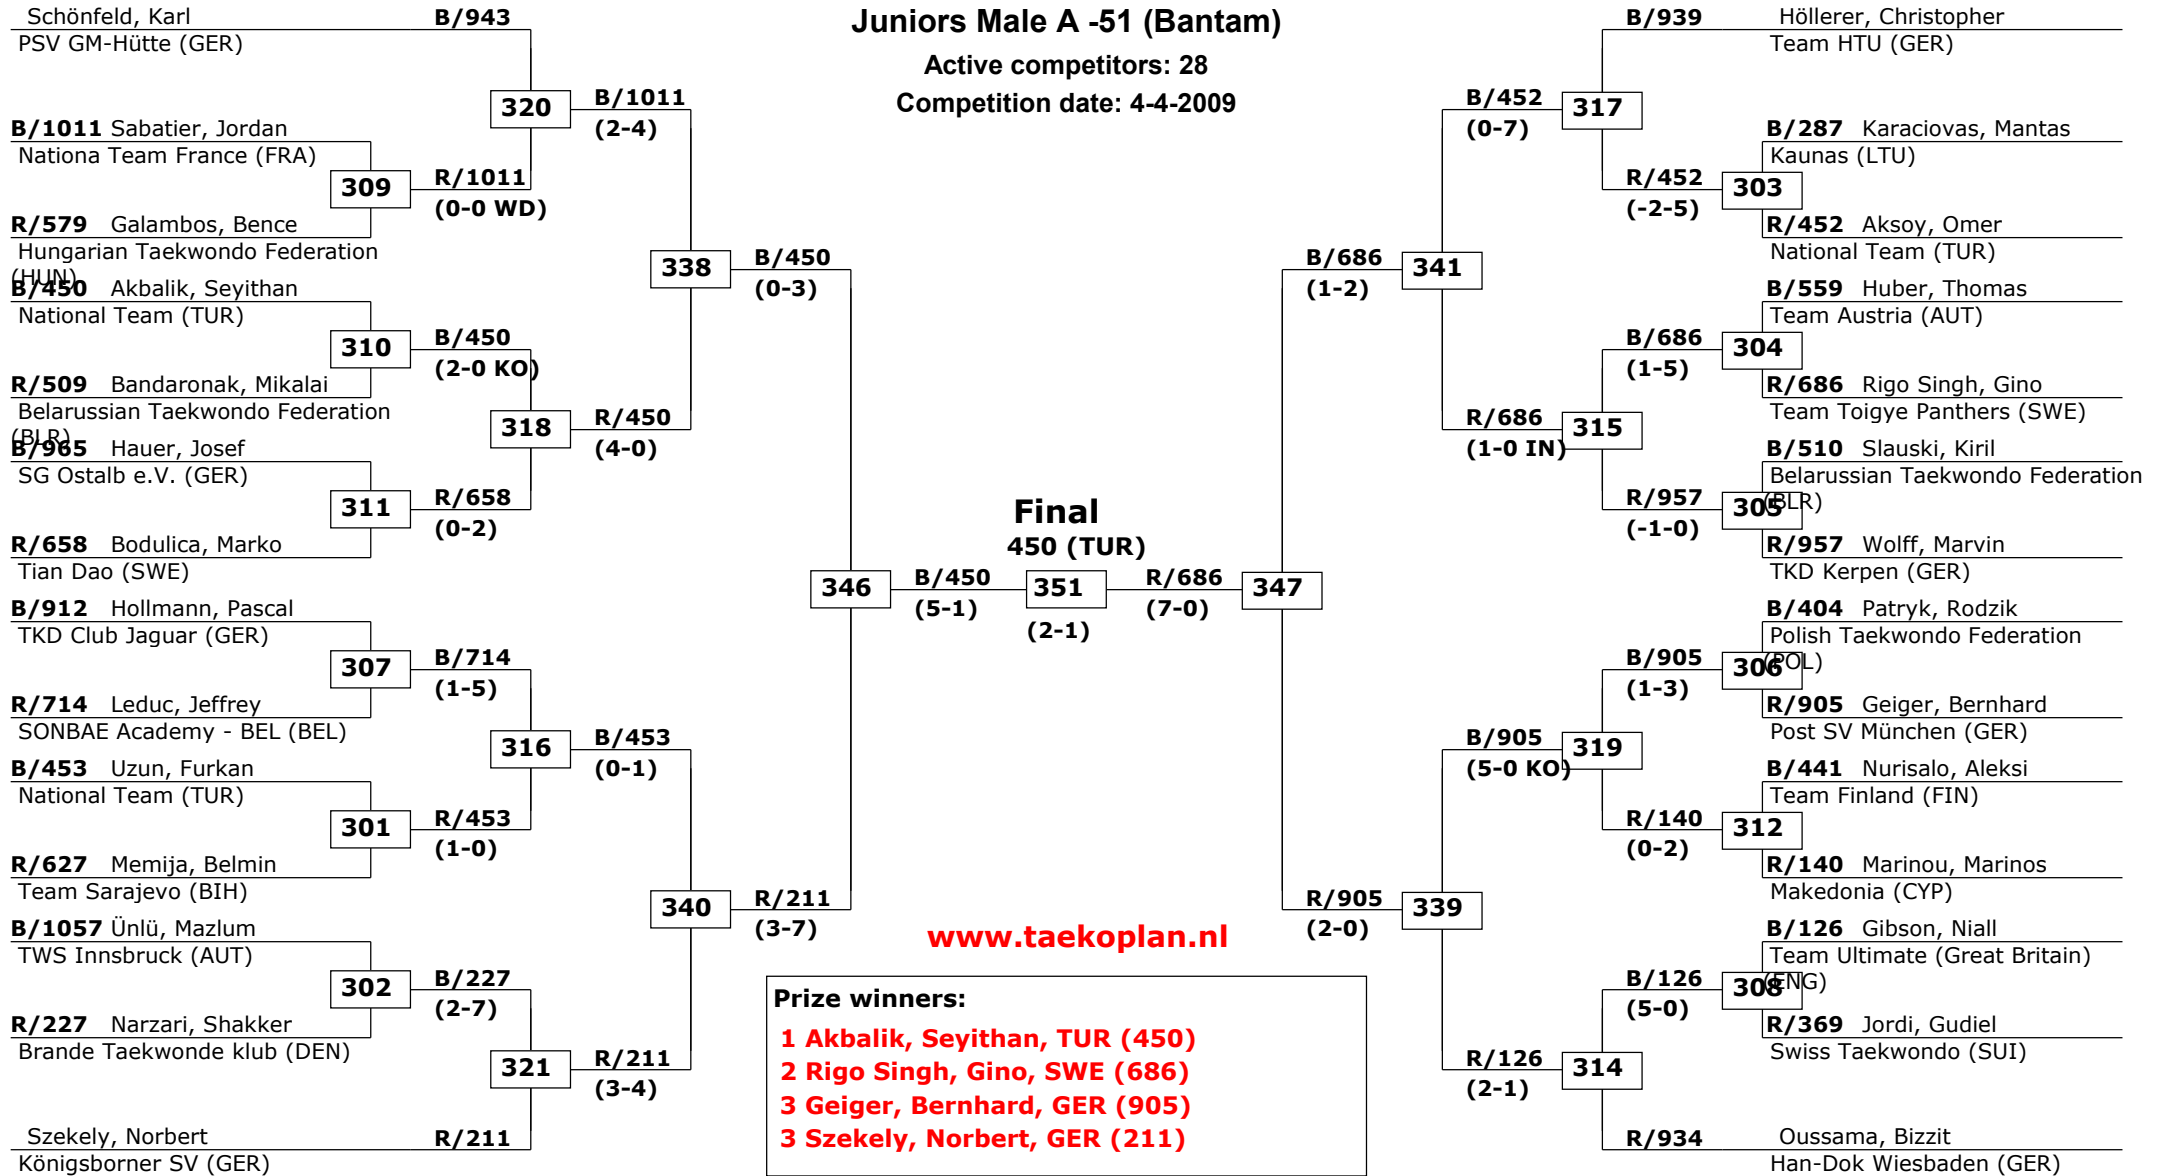 Juniors Male A -51 (Bantam)
Active competitors: 28
Competition date: 4-4-2009
Schönfeld, Karl
PSV GM-Hütte (GER)
B/943
B/1011 Sabatier, Jordan
Nationa Team France (FRA)
R/579 Galambos, Bence
Hungarian Taekwondo Federation
(HUN)
B/450 Akbalik, Seyithan
National Team (TUR)
R/509 Bandaronak, Mikalai
Belarussian Taekwondo Federation
(BLR)
B/965 Hauer, Josef
SG Ostalb e.V. (GER)
R/658 Bodulica, Marko
Tian Dao (SWE)
B/912 Hollmann, Pascal
TKD Club Jaguar (GER)
R/714 Leduc, Jeffrey
SONBAE Academy - BEL (BEL)
B/453 Uzun, Furkan
National Team (TUR)
R/627 Memija, Belmin
Team Sarajevo (BIH)
B/1057 Ünlü, Mazlum
TWS Innsbruck (AUT)
R/227 Narzari, Shakker
Brande Taekwonde klub (DEN)
Szekely, Norbert
Königsborner SV (GER)
R/211
309
R/1011
(0-0 WD)
310
B/450
(2-0 KO)
311
R/658
(0-2)
307
B/714
(1-5)
301
R/453
(1-0)
302
B/227
(2-7)
320
B/1011
(2-4)
318
R/450
(4-0)
316
B/453
(0-1)
321
R/211
(3-4)
338
B/450
(0-3)
340
R/211
(3-7)
346
B/450
(5-1)
Final
450 (TUR)
351
(2-1)
R/686
(7-0)
347
B/686
(1-2)
341
R/905
(2-0)
339
B/452
(0-7)
317
R/686
(1-0 IN)
315
B/905
(5-0 KO)
319
R/126
(2-1)
314
B/939
R/452
(-2-5)
303
B/686
(1-5)
304
R/957
(-1-0)
305
B/905
(1-3)
306
R/140
(0-2)
312
B/126
(5-0)
308
R/934
Höllerer, Christopher
Team HTU (GER)
B/287 Karaciovas, Mantas
Kaunas (LTU)
R/452 Aksoy, Omer
National Team (TUR)
B/559 Huber, Thomas
Team Austria (AUT)
R/686 Rigo Singh, Gino
Team Toigye Panthers (SWE)
B/510 Slauski, Kiril
Belarussian Taekwondo Federation
(BLR)
R/957 Wolff, Marvin
TKD Kerpen (GER)
B/404 Patryk, Rodzik
Polish Taekwondo Federation
(POL)
R/905 Geiger, Bernhard
Post SV München (GER)
B/441 Nurisalo, Aleksi
Team Finland (FIN)
R/140 Marinou, Marinos
Makedonia (CYP)
B/126 Gibson, Niall
Team Ultimate (Great Britain)
(ENG)
R/369 Jordi, Gudiel
Swiss Taekwondo (SUI)
Oussama, Bizzit
Han-Dok Wiesbaden (GER)
www.taekoplan.nl
Prize winners:
1 Akbalik, Seyithan, TUR (450)
2 Rigo Singh, Gino, SWE (686)
3 Geiger, Bernhard, GER (905)
3 Szekely, Norbert, GER (211)